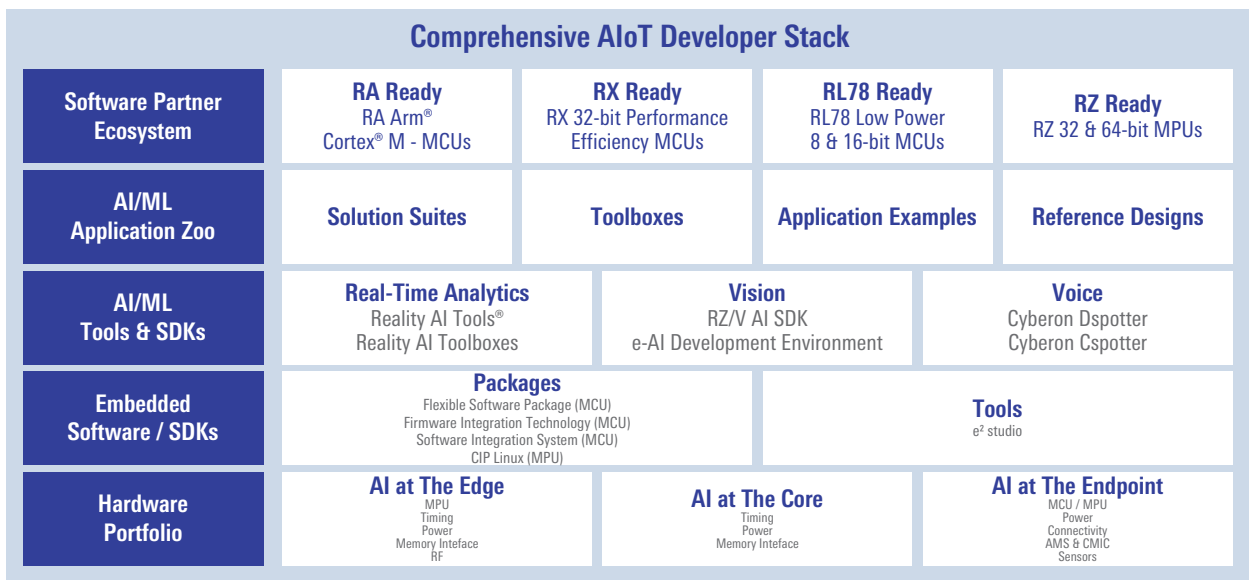 Comprehensive AIoT Developer Stack
Software Partner
Ecosystem
RA Ready
RA Arm®
Cortex® M - MCUs
RX Ready
RX 32-bit Performance
Efficiency MCUs
RL78 Ready
RL78 Low Power
8 & 16-bit MCUs
RZ Ready
RZ 32 & 64-bit MPUs
AI/ML
Application Zoo
Solution Suites
Toolboxes
Application Examples
Reference Designs
AI/ML
Tools & SDKs
Real-Time Analytics
Reality AI Tools®
Reality AI Toolboxes
Vision
RZ/V AI SDK
e-AI Development Environment
Voice
Cyberon Dspotter
Cyberon Cspotter
Embedded
Software / SDKs
Packages
Flexible Software Package (MCU)
Firmware Integration Technology (MCU)
Software Integration System (MCU)
CIP Linux (MPU)
Tools
e² studio
Hardware
Portfolio
AI at The Edge
MPU
Timing
Power
Memory Inteface
RF
AI at The Core
Timing
Power
Memory Inteface
AI at The Endpoint
MCU / MPU
Power
Connectivity
AMS & CMIC
Sensors